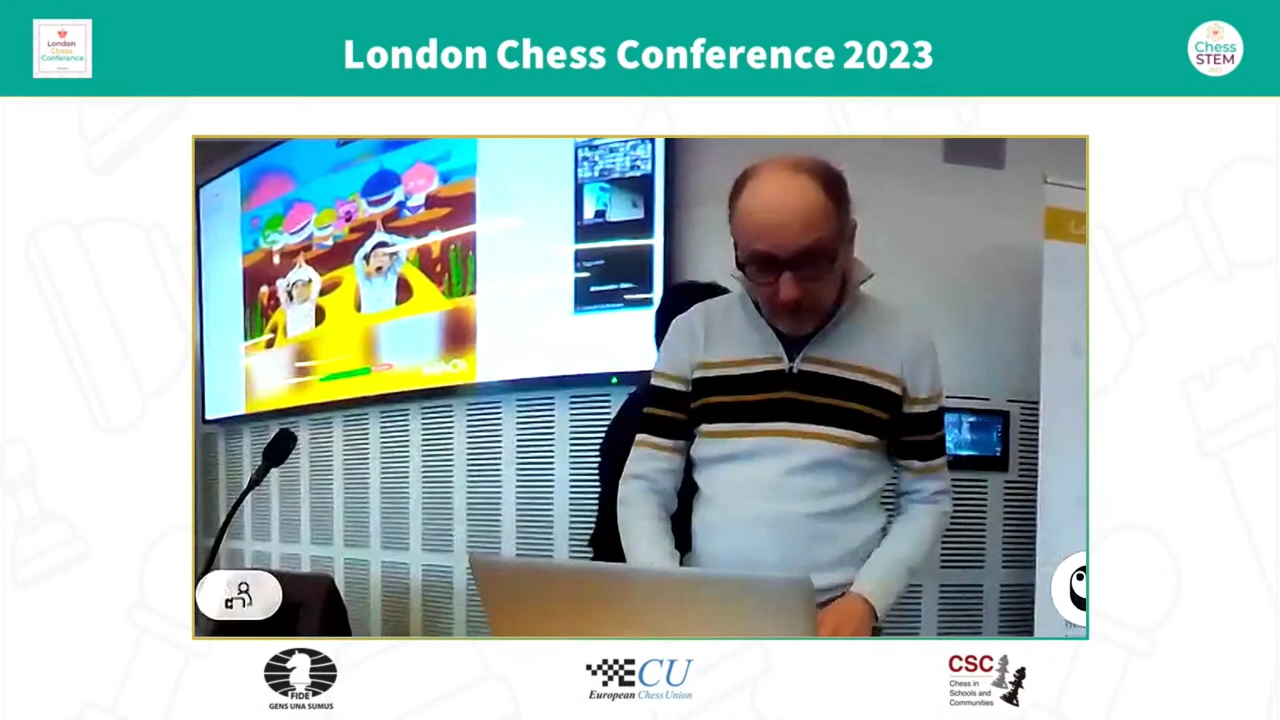 London Chess Conference 2023
London
Chess
Conference
Chess
STEM
FIDE
GENS UNA SUMUS
ECU
European Chess Union
CSC
Chess in
Schools and
Communities